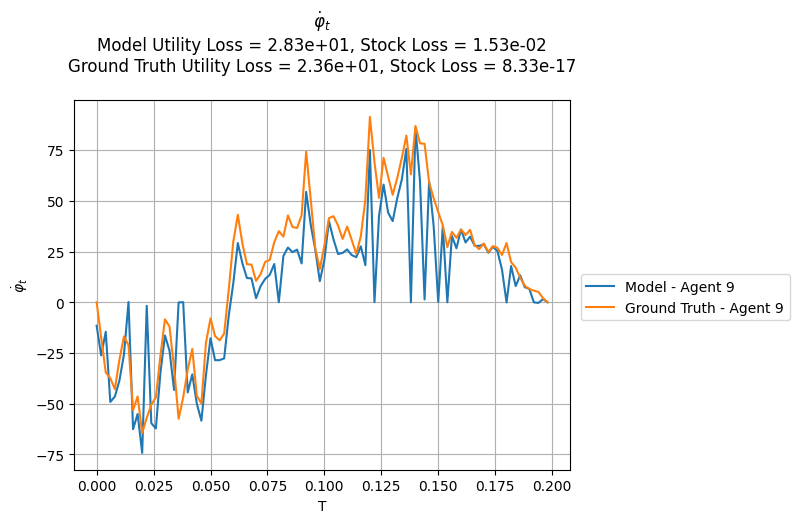 φ̇ₜ
Model Utility Loss = 2.83e+01, Stock Loss = 1.53e-02
Ground Truth Utility Loss = 2.36e+01, Stock Loss = 8.33e-17
φ̇ₜ
75
50
25
0
−25
−50
−75
0.000 0.025 0.050 0.075 0.100 0.125 0.150 0.175 0.200
T
Model - Agent 9
Ground Truth - Agent 9